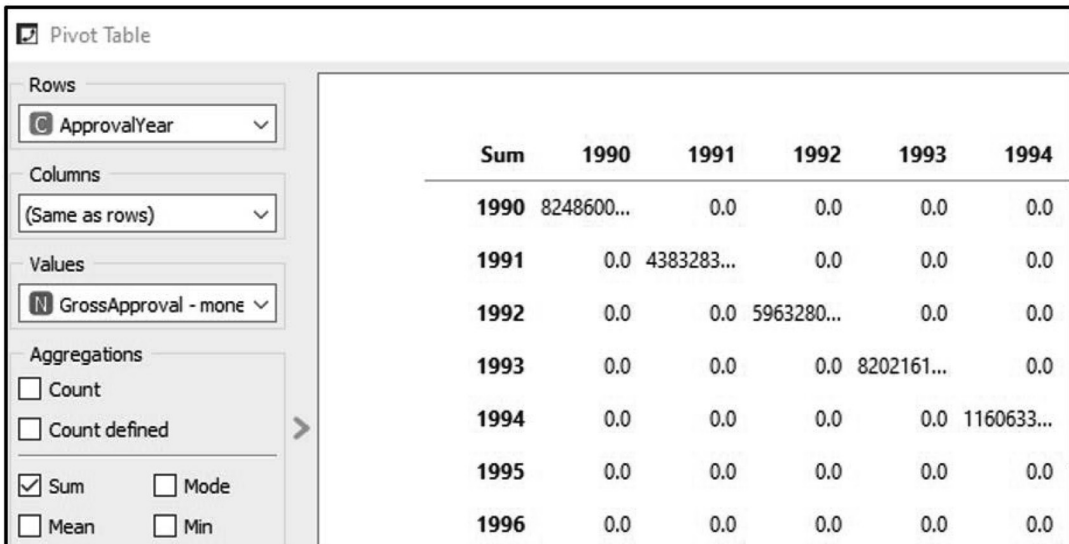 Pivot Table
Rows
C ApprovalYear
Columns
(Same as rows)
Values
N GrossApproval - mone
Aggregations
Count
Count defined
Sum Mode
Mean Min
Sum 1990 1991 1992 1993 1994
1990 8248600... 0.0 0.0 0.0 0.0
1991 0.0 4383283... 0.0 0.0 0.0
1992 0.0 0.0 5963280... 0.0 0.0
1993 0.0 0.0 0.0 8202161... 0.0
1994 0.0 0.0 0.0 0.0 1160633...
1995 0.0 0.0 0.0 0.0 0.0
1996 0.0 0.0 0.0 0.0 0.0